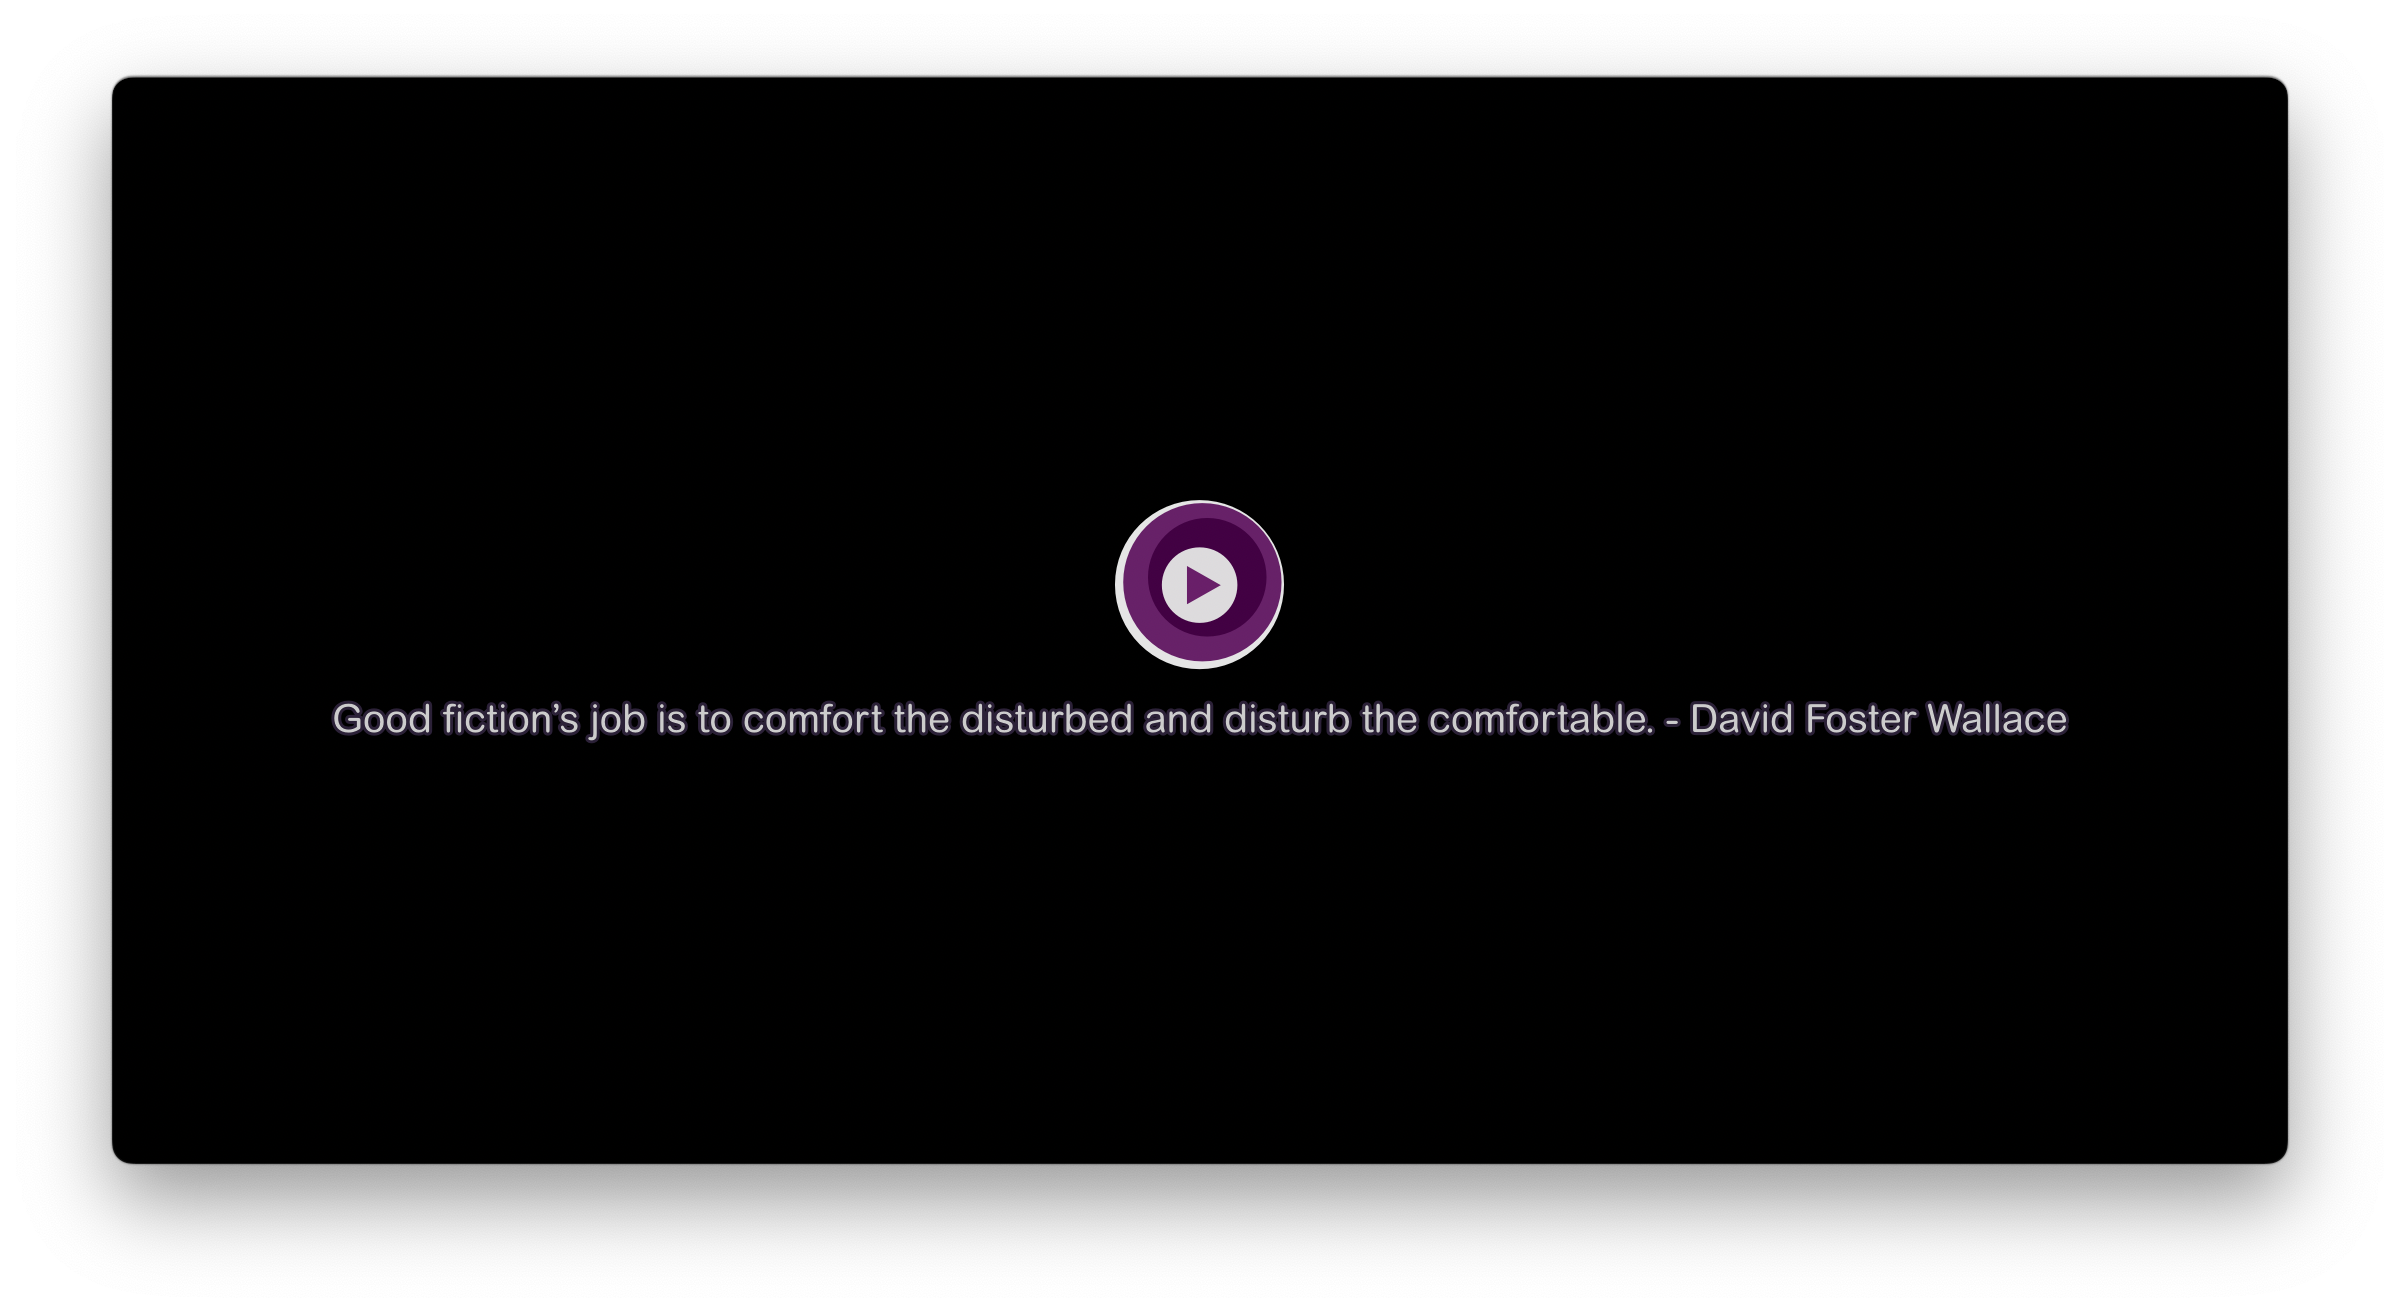 Good fiction’s job is to comfort the disturbed and disturb the comfortable. - David Foster Wallace